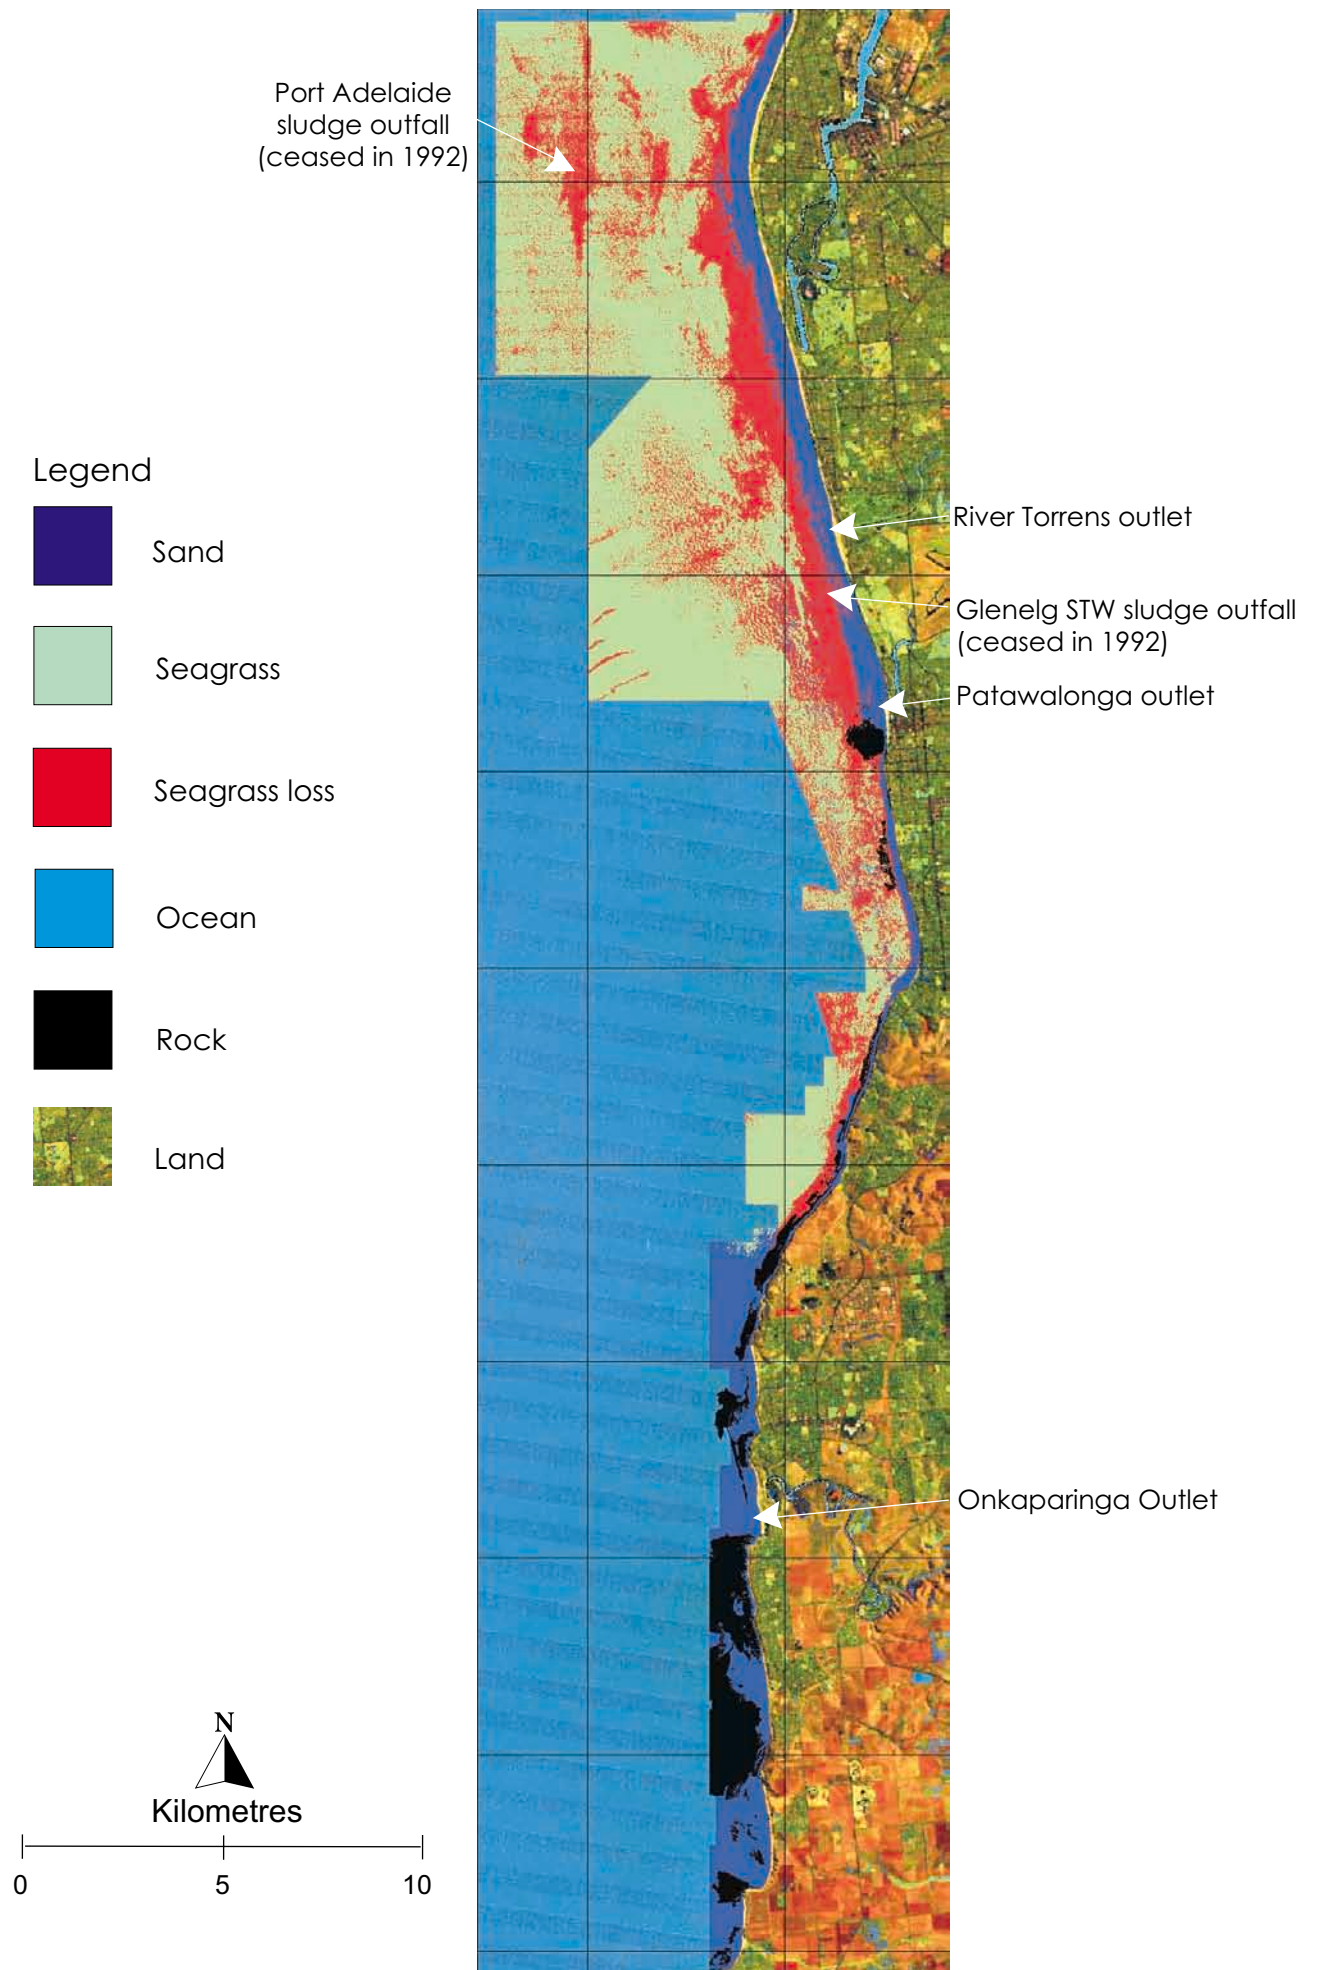 Port Adelaide
sludge outfall
(ceased in 1992)
Legend
Sand
Seagrass
Seagrass loss
Ocean
Rock
Land
River Torrens outlet
Glenelg STW sludge outfall
(ceased in 1992)
Patawalonga outlet
Onkaparinga Outlet
N
Kilometres
0 5 10